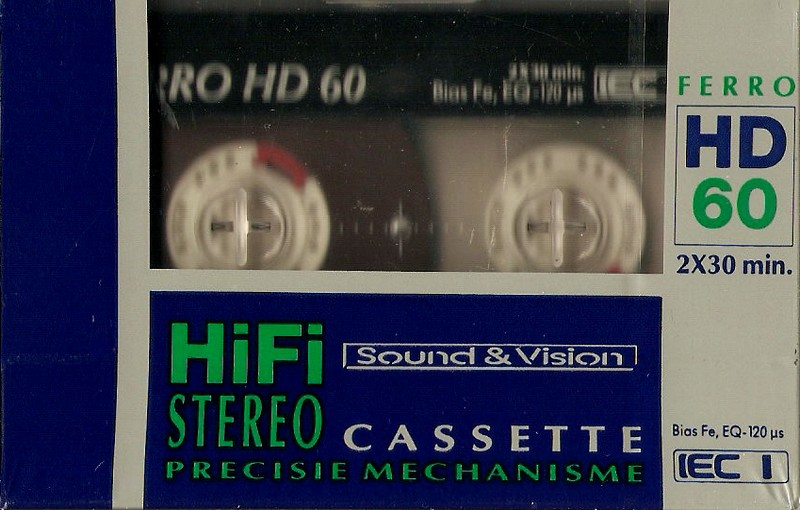 RRO HD 60
2X30 min.
Bias Fe, EQ-120 µs
IEC
FERRO
HD
60
2X30 min.
HiFi
STEREO
Sound & Vision
CASSETTE
PRECISIE MECHANISME
Bias Fe, EQ-120 µs
IEC I